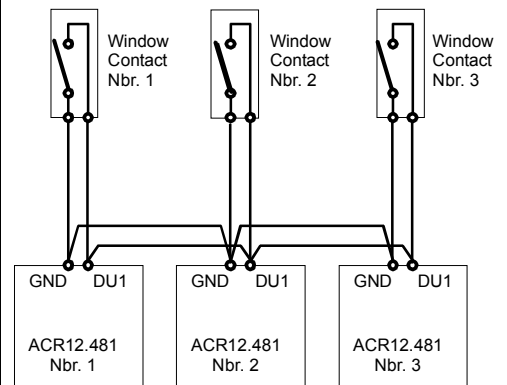 Window
Contact
Nbr. 1
Window
Contact
Nbr. 2
Window
Contact
Nbr. 3
GND DU1
GND DU1
GND DU1
ACR12.481
Nbr. 1
ACR12.481
Nbr. 2
ACR12.481
Nbr. 3